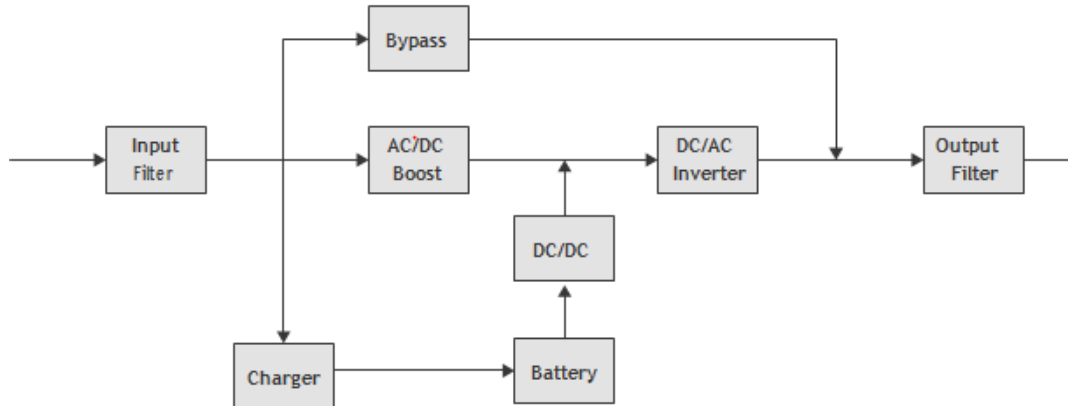 Bypass
Input
Filter
AC/DC
Boost
DC/AC
Inverter
Output
Filter
DC/DC
Charger
Battery